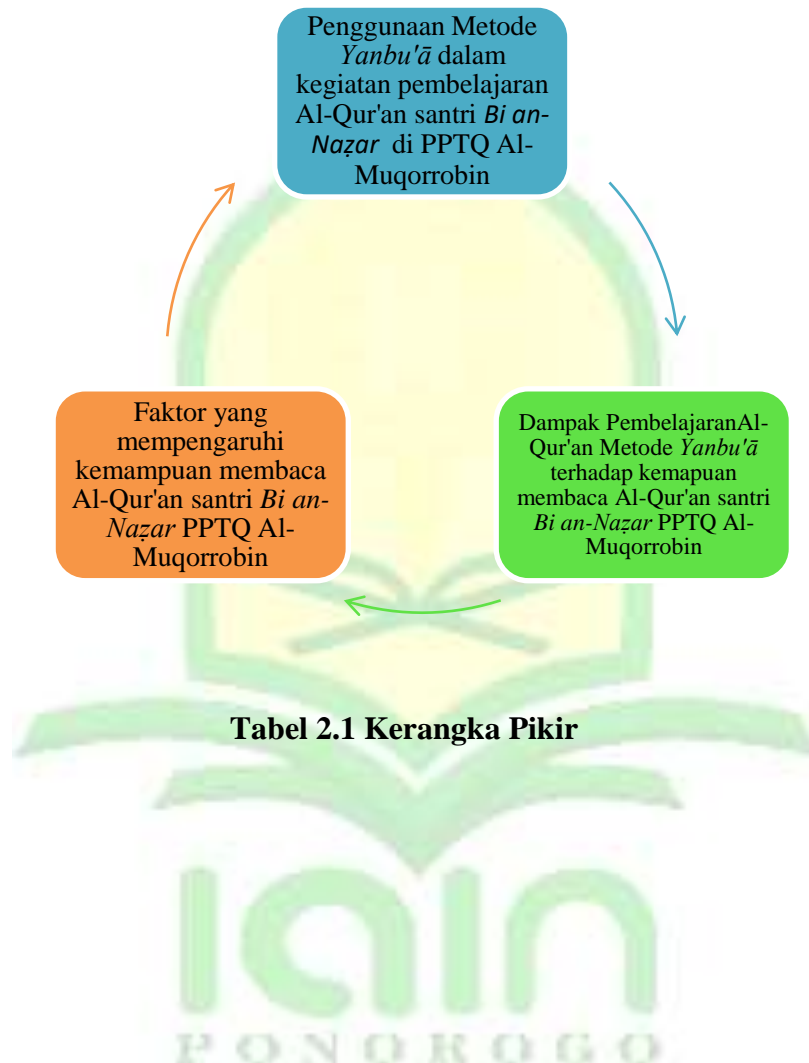 Penggunaan Metode
Yanbu'ā dalam
kegiatan pembelajaran
Al-Qur'an santri Bi an-
Naẓar di PPTQ Al-
Muqorrobin
Faktor yang
mempengaruhi
kemampuan membaca
Al-Qur'an santri Bi an-
Naẓar PPTQ Al-
Muqorrobin
Dampak PembelajaranAl-
Qur'an Metode Yanbu'ā
terhadap kemapuan
membaca Al-Qur'an santri
Bi an-Naẓar PPTQ Al-
Muqorrobin
Tabel 2.1 Kerangka Pikir
iain
PONOROGO